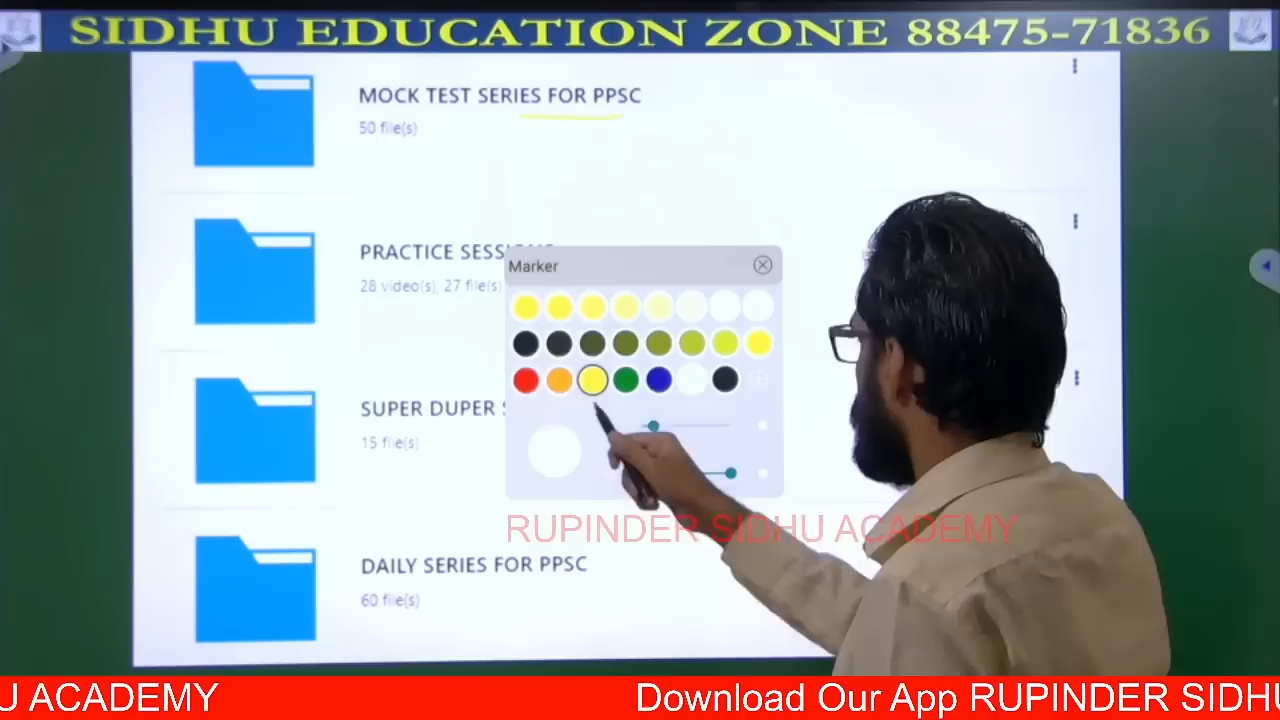 SIDHU EDUCATION ZONE 88475-71836
MOCK TEST SERIES FOR PPSC
50 file(s)
PRACTICE
28 video(s), 27 file(s)
Marker
SUPER DUPER
15 file(s)
RUPINDER SIDHU ACADEMY
DAILY SERIES FOR PPSC
60 file(s)
U ACADEMY Download Our App RUPINDER SIDHU